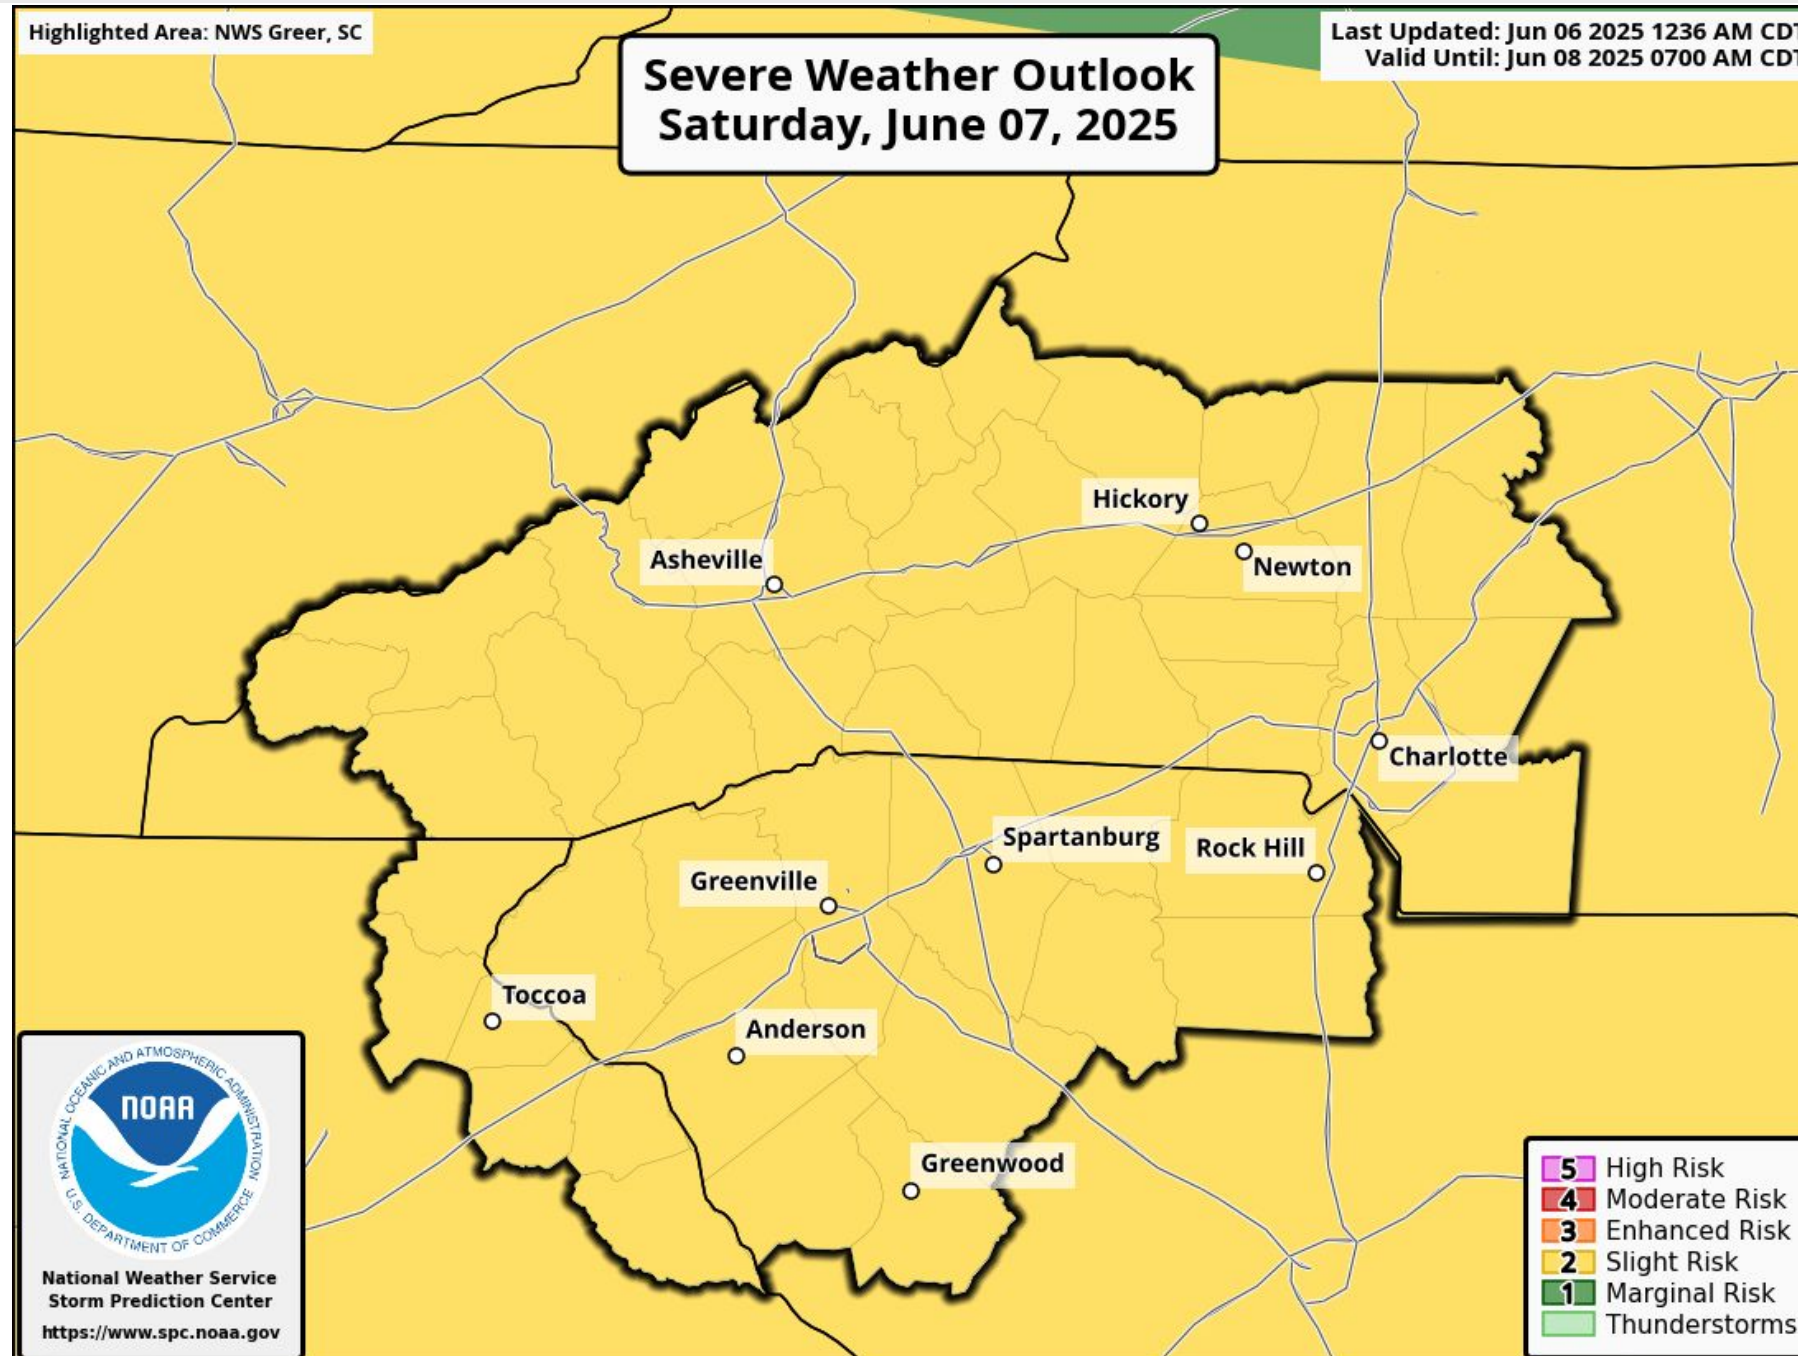 Highlighted Area: NWS Greer, SC
Severe Weather Outlook
Saturday, June 07, 2025
Last Updated: Jun 06 2025 1236 AM CDT
Valid Until: Jun 08 2025 0700 AM CDT
Hickory
Asheville
Newton
Charlotte
Spartanburg
Rock Hill
Greenville
Toccoa
Anderson
Greenwood
NATIONAL OCEANIC AND ATMOSPHERIC ADMINISTRATION
NOAA
U.S. DEPARTMENT OF COMMERCE
National Weather Service
Storm Prediction Center
https://www.spc.noaa.gov
5 High Risk
4 Moderate Risk
3 Enhanced Risk
2 Slight Risk
1 Marginal Risk
Thunderstorms